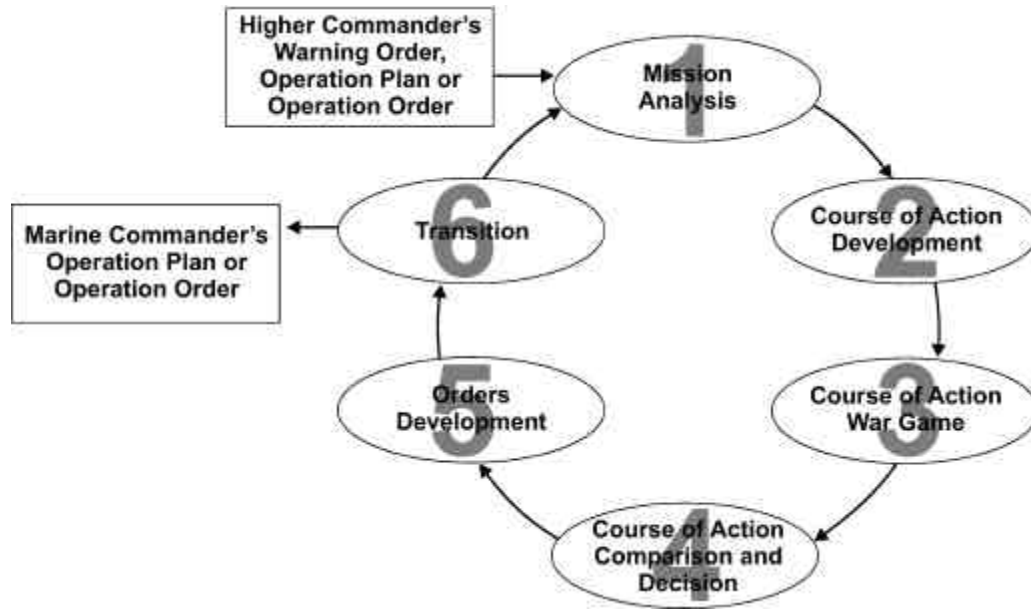 Higher Commander's
Warning Order,
Operation Plan or
Operation Order
1
Mission
Analysis
2
Course of Action
Development
3
Course of Action
War Game
4
Course of Action
Comparison and
Decision
5
Orders
Development
6
Transition
Marine Commander's
Operation Plan or
Operation Order